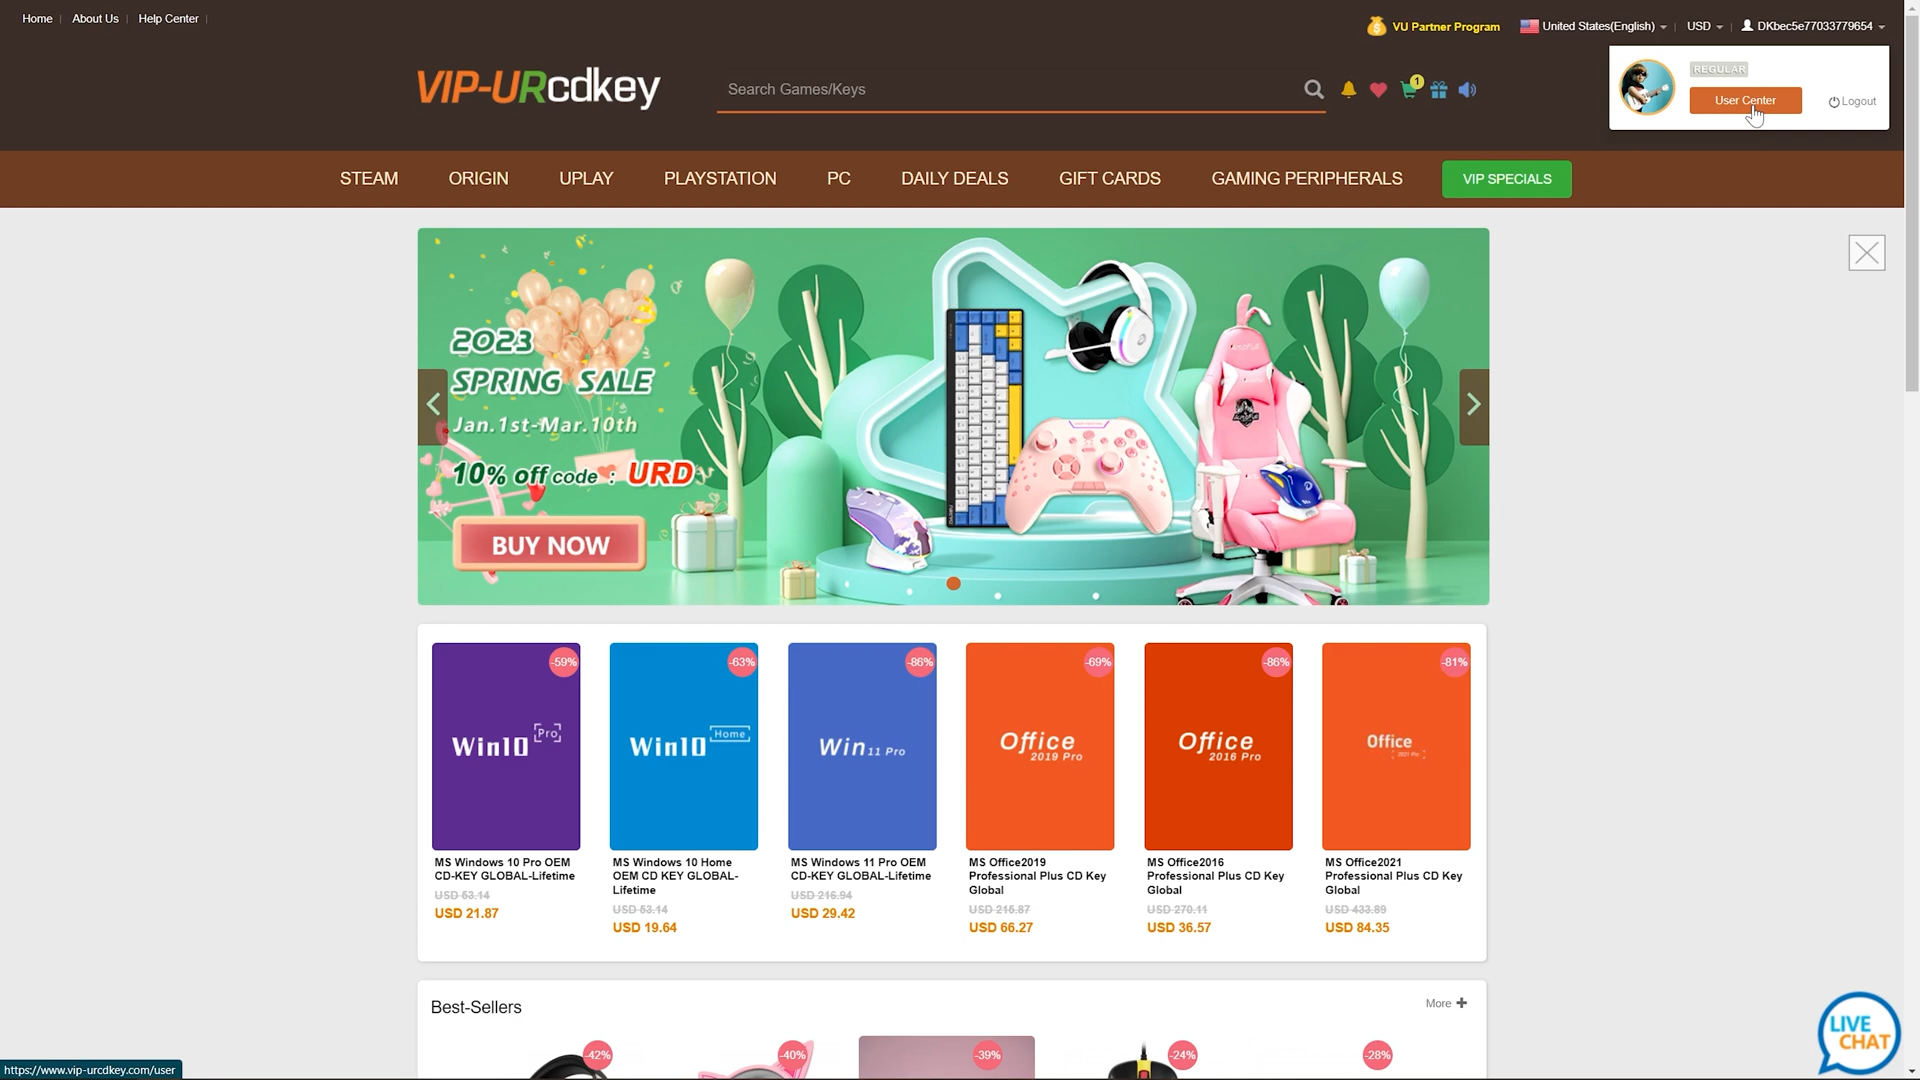 Home
About Us
Help Center
VU Partner Program
United States(English)
USD
DKbec5e77033779654
VIP-URcdkey
Search Games/Keys
1
REGULAR
User Center
Logout
STEAM
ORIGIN
UPLAY
PLAYSTATION
PC
DAILY DEALS
GIFT CARDS
GAMING PERIPHERALS
VIP SPECIALS
2023
SPRING SALE
Jan.1st-Mar.10th
10% off code : URD
BUY NOW
-59%
-63%
-86%
-69%
-86%
-81%
Win10 Pro
Win10 Home
Win 11 Pro
Office
2019 Pro
Office
2016 Pro
Office
2021 Pro
MS Windows 10 Pro OEM
CD-KEY GLOBAL-Lifetime
USD 53.14
USD 21.87
MS Windows 10 Home
OEM CD KEY GLOBAL-
Lifetime
USD 53.14
USD 19.64
MS Windows 11 Pro OEM
CD-KEY GLOBAL-Lifetime
USD 216.94
USD 29.42
MS Office2019
Professional Plus CD Key
Global
USD 215.87
USD 66.27
MS Office2016
Professional Plus CD Key
Global
USD 270.11
USD 36.57
MS Office2021
Professional Plus CD Key
Global
USD 433.89
USD 84.35
Best-Sellers
More
-42%
-40%
-39%
-24%
-28%
LIVE
CHAT
https://www.vip-urcdkey.com/user